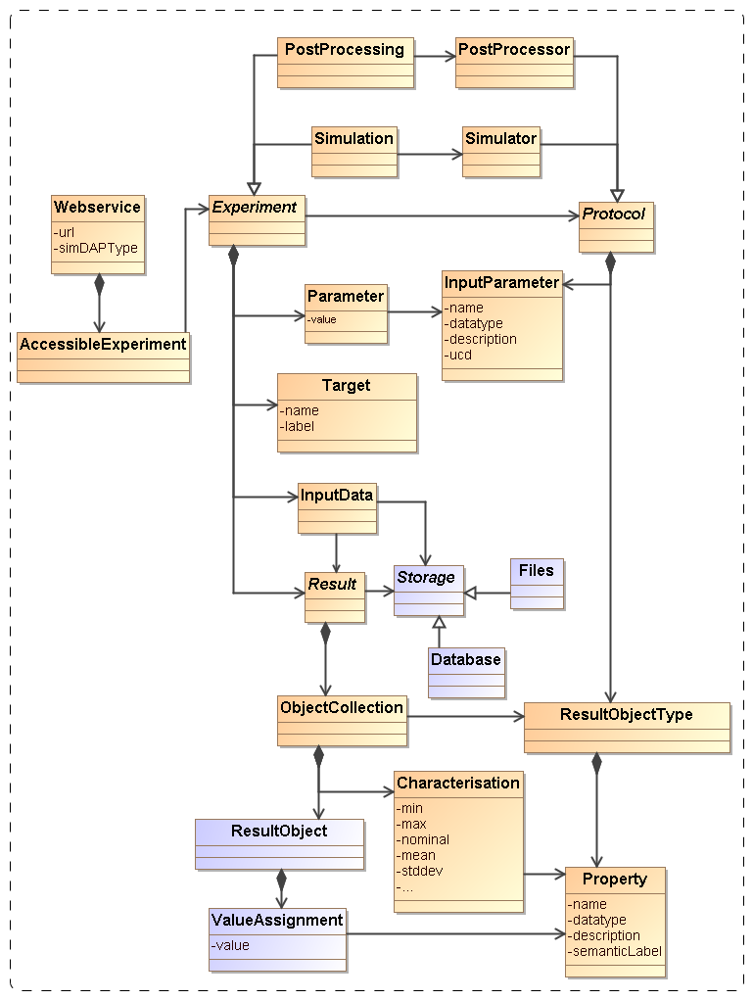 PostProcessing
PostProcessor
Simulation
Simulator
Webservice
-url
-simDAPType
Experiment
Protocol
AccessibleExperiment
Parameter
-value
InputParameter
-name
-datatype
-description
-ucd
Target
-name
-label
InputData
Result
Storage
Files
Database
ObjectCollection
ResultObjectType
Characterisation
-min
-max
-nominal
-mean
-stddev
-...
ResultObject
ValueAssignment
-value
Property
-name
-datatype
-description
-semanticLabel